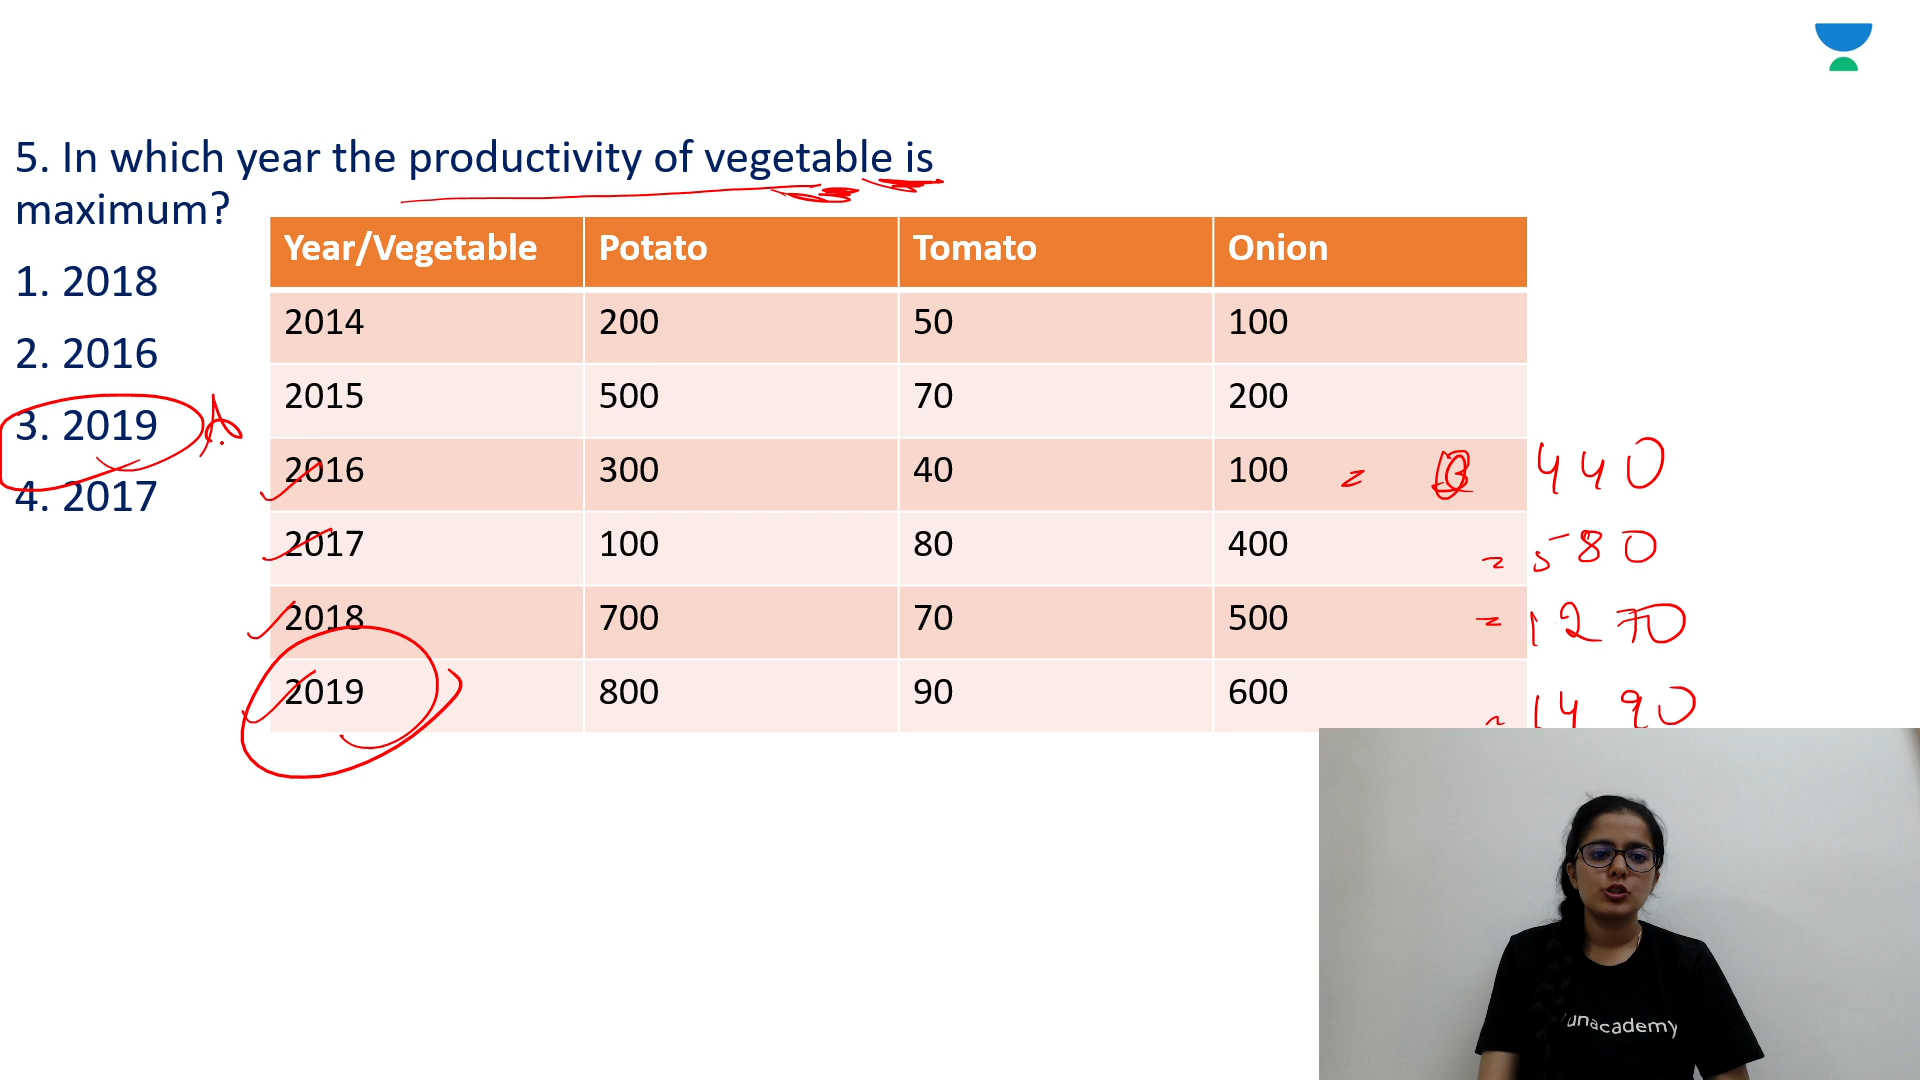 5. In which year the productivity of vegetable is
maximum?
1. 2018
2. 2016
3. 2019
4. 2017
Year/Vegetable Potato Tomato Onion
2014 200 50 100
2015 500 70 200
2016 300 40 100 = 440
2017 100 80 400 = 580
2018 700 70 500 = 1270
2019 800 90 600 = 1490
unacademy